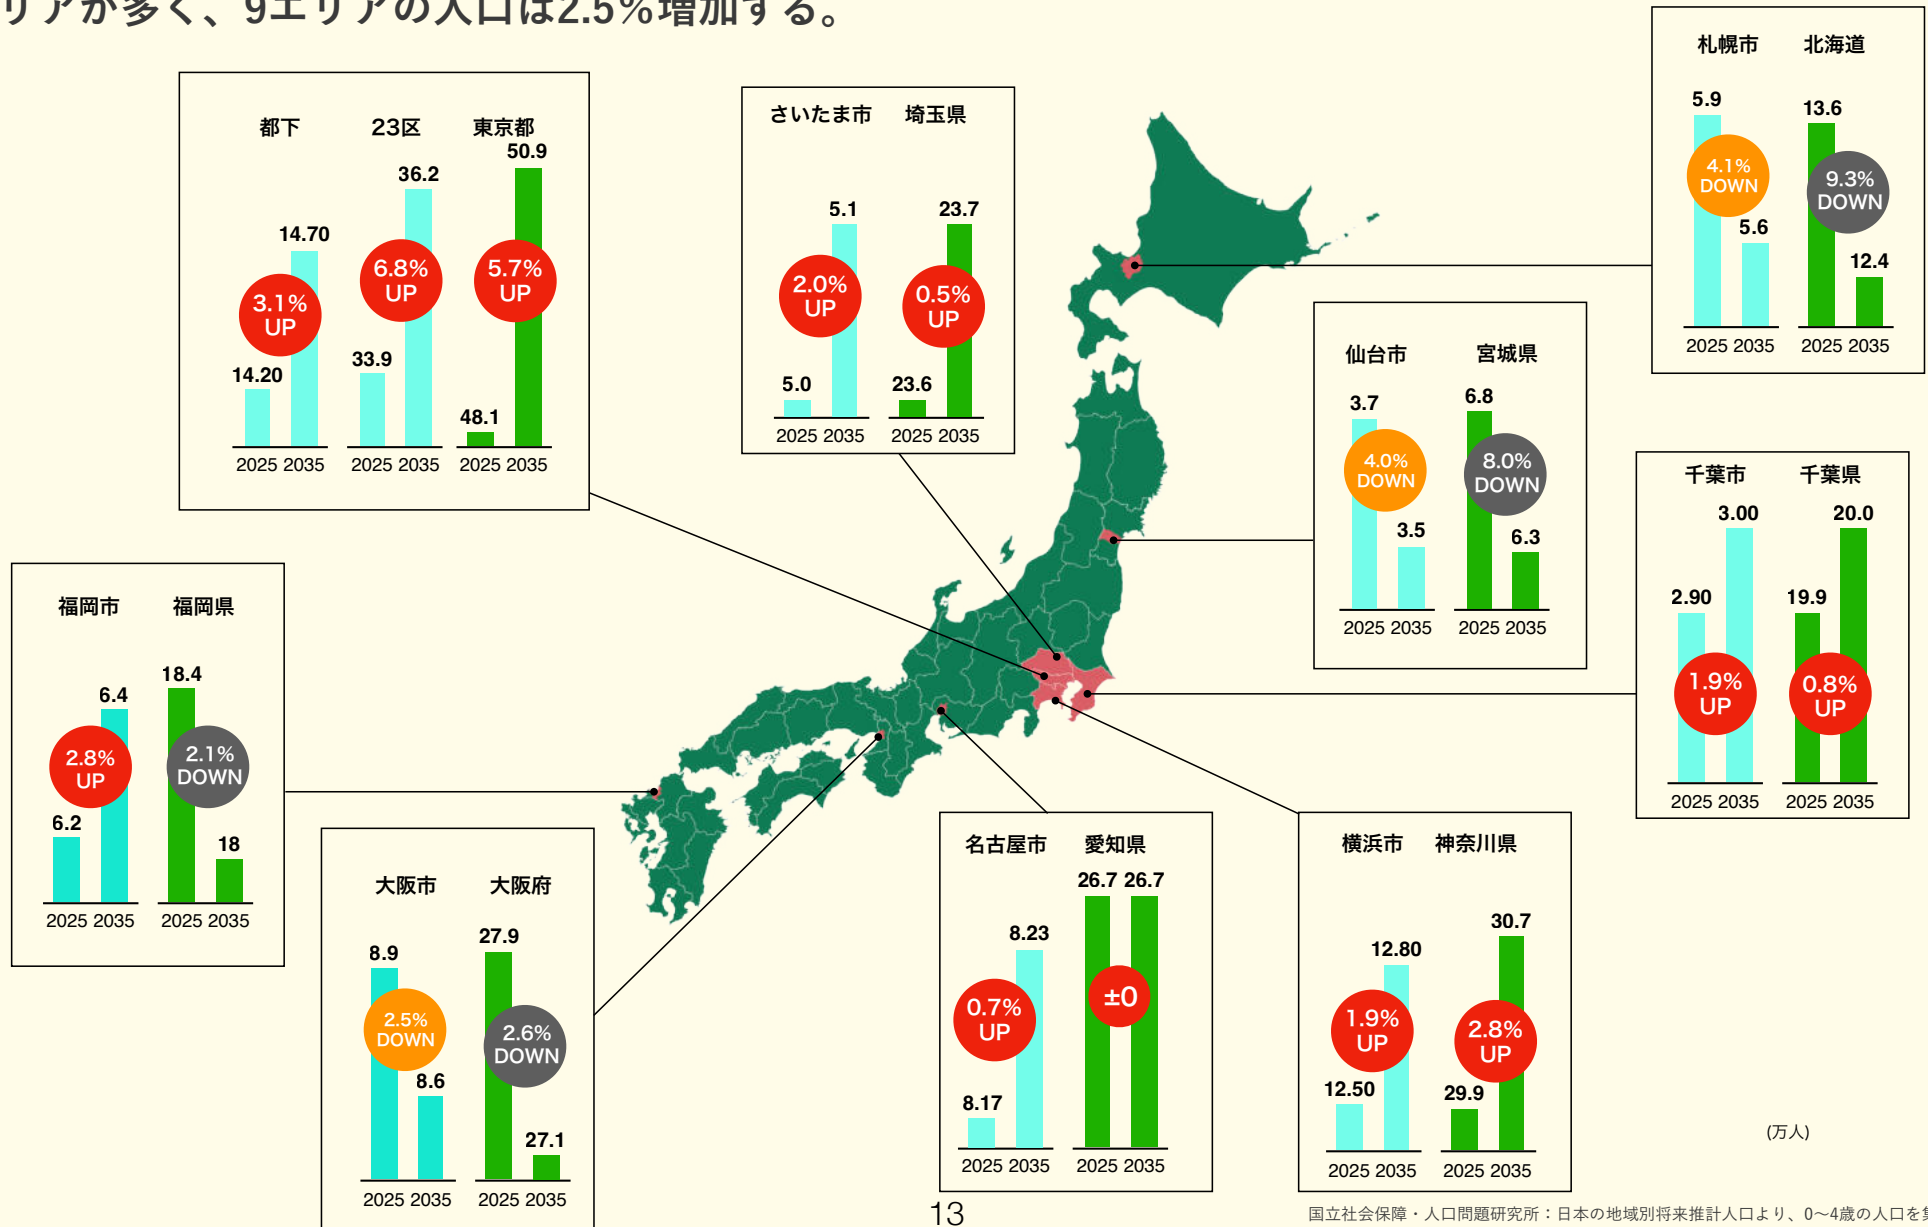 リアが多く、9エリアの人口は2.5%増加する。
都下 23区 東京都
14.20 14.70 33.9 36.2 48.1 50.9
3.1% UP
6.8% UP
5.7% UP
2025 2035 2025 2035 2025 2035
さいたま市 埼玉県
5.0 5.1 23.6 23.7
2.0% UP
0.5% UP
2025 2035 2025 2035
札幌市 北海道
5.9 5.6 13.6 12.4
4.1% DOWN
9.3% DOWN
2025 2035 2025 2035
仙台市 宮城県
3.7 3.5 6.8 6.3
4.0% DOWN
8.0% DOWN
2025 2035 2025 2035
千葉市 千葉県
2.90 3.00 19.9 20.0
1.9% UP
0.8% UP
2025 2035 2025 2035
福岡市 福岡県
6.2 6.4 18.4 18
2.8% UP
2.1% DOWN
2025 2035 2025 2035
大阪市 大阪府
8.9 8.6 27.9 27.1
2.5% DOWN
2.6% DOWN
2025 2035 2025 2035
名古屋市 愛知県
8.17 8.23 26.7 26.7
0.7% UP
±0
2025 2035 2025 2035
横浜市 神奈川県
12.50 12.80 29.9 30.7
1.9% UP
2.8% UP
2025 2035 2025 2035
(万人)
13
国立社会保障・人口問題研究所：日本の地域別将来推計人口より、0〜4歳の人口を